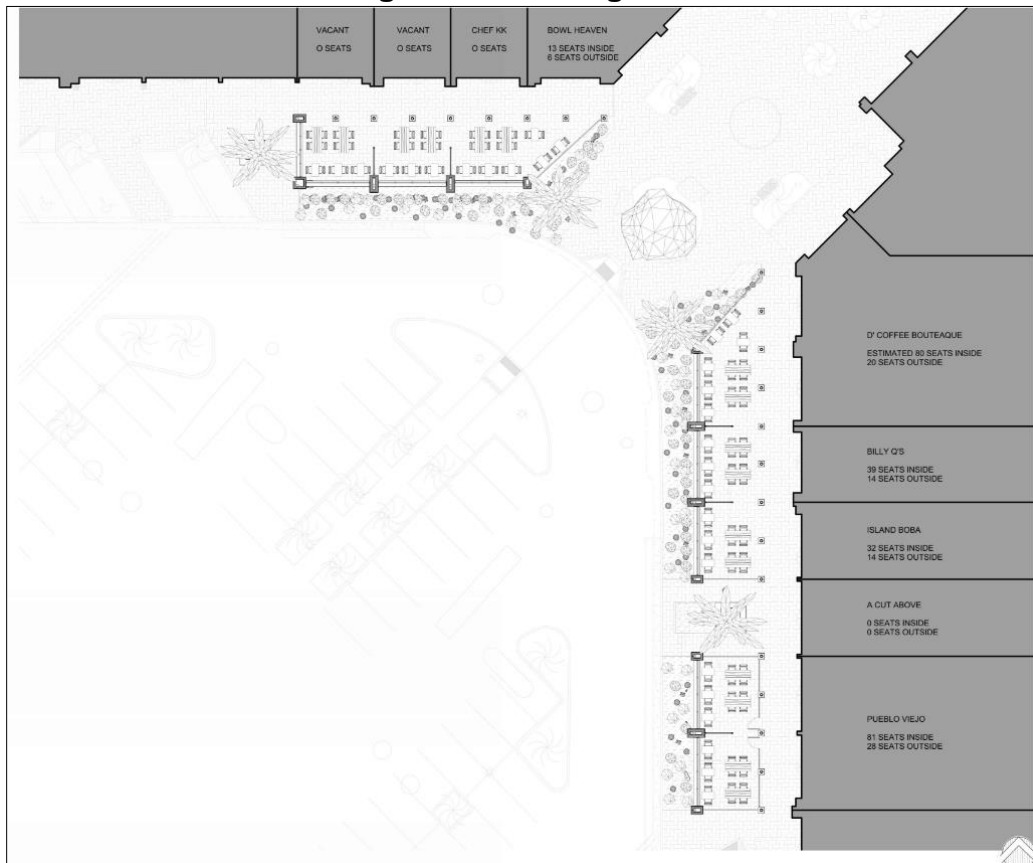 VACANT
O SEATS
VACANT
O SEATS
CHEF KK
O SEATS
BOWL HEAVEN
13 SEATS INSIDE
6 SEATS OUTSIDE
D' COFFEE BOUTEAQUE
ESTIMATED 80 SEATS INSIDE
20 SEATS OUTSIDE
BILLY Q'S
39 SEATS INSIDE
14 SEATS OUTSIDE
ISLAND BOBA
32 SEATS INSIDE
14 SEATS OUTSIDE
A CUT ABOVE
0 SEATS INSIDE
0 SEATS OUTSIDE
PUEBLO VIEJO
81 SEATS INSIDE
28 SEATS OUTSIDE